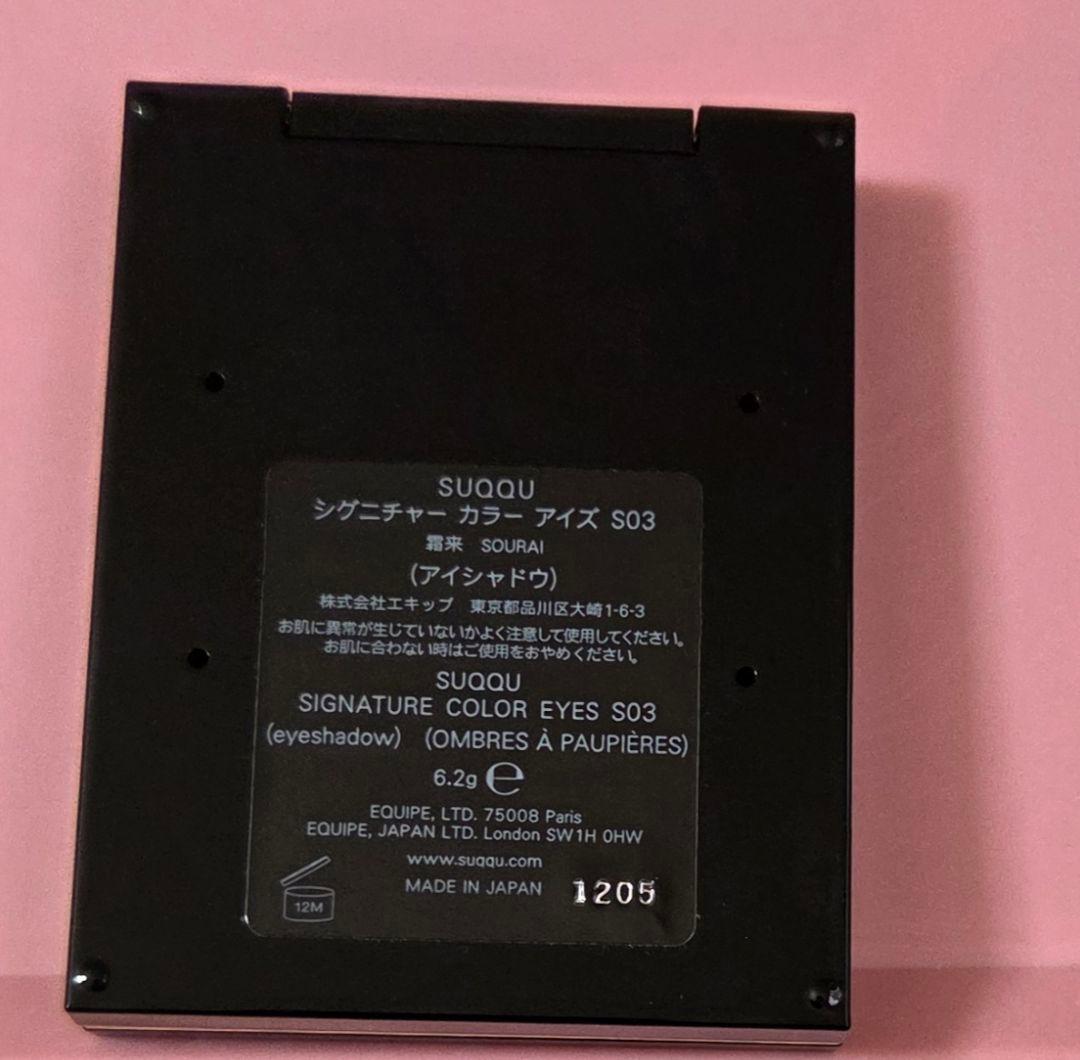 SUQQU
シグニチャー カラー アイズ S03
霜来 SOURAI
(アイシャドウ)
株式会社エキップ 東京都品川区大崎1-6-3
お肌に異常が生じていないかよく注意して使用してください。
お肌に合わない時はご使用をおやめください。
SUQQU
SIGNATURE COLOR EYES S03
(eyeshadow) (OMBRES À PAUPIÈRES)
6.2g ℮
EQUIPE, LTD. 75008 Paris
EQUIPE, JAPAN LTD. London SW1H 0HW
www.suqqu.com
MADE IN JAPAN 1205
12M